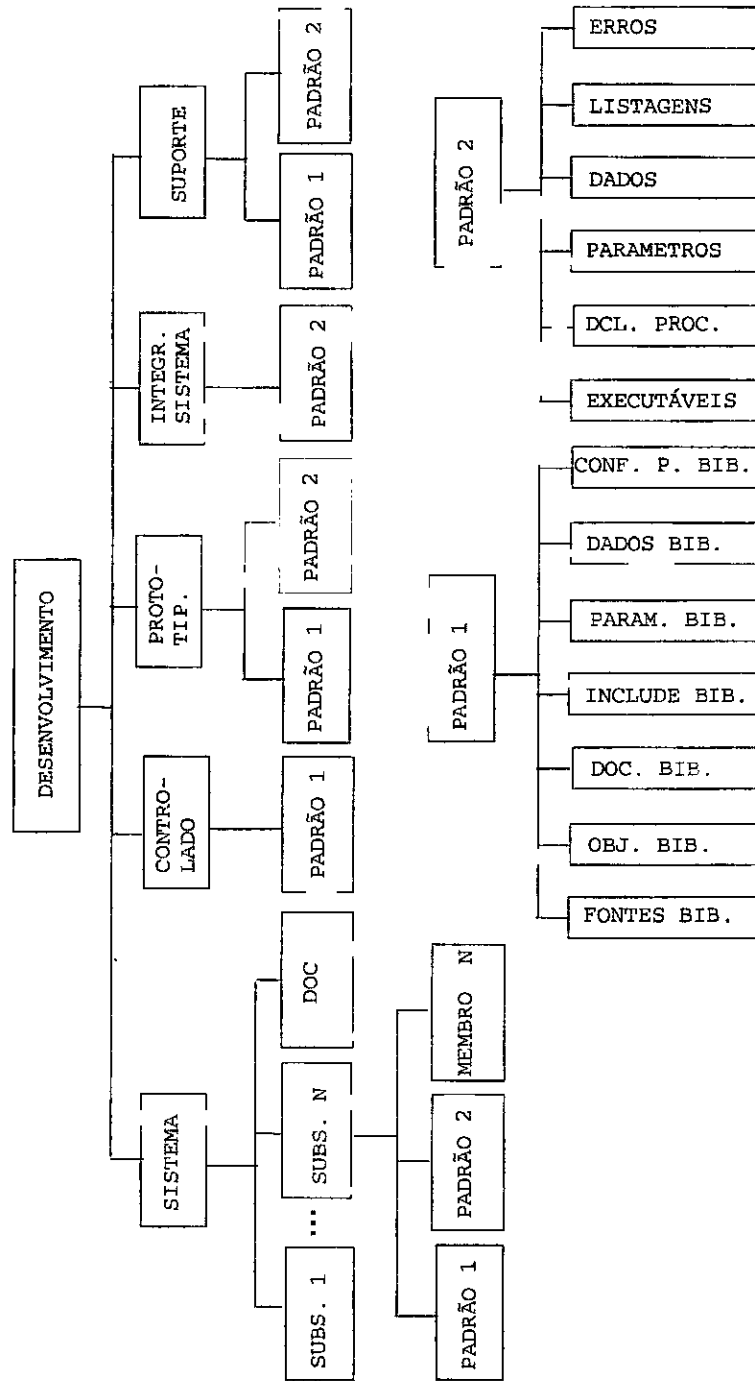 DESENVOLVIMENTO
SISTEMA
CONTRO-
LADO
PROTO-
TIP.
INTEGR.
SISTEMA
SUPORTE
SUBS. 1
...
SUBS. N
DOC
PADRÃO 1
PADRÃO 1
PADRÃO 2
PADRÃO 2
PADRÃO 1
PADRÃO 2
PADRÃO 1
PADRÃO 2
MEMBRO N
PADRÃO 1
PADRÃO 2
FONTES BIB.
OBJ. BIB.
DOC. BIB.
INCLUDE BIB.
PARAM. BIB.
DADOS BIB.
CONF. P. BIB.
EXECUTÁVEIS
DCL. PROC.
PARAMETROS
DADOS
LISTAGENS
ERROS